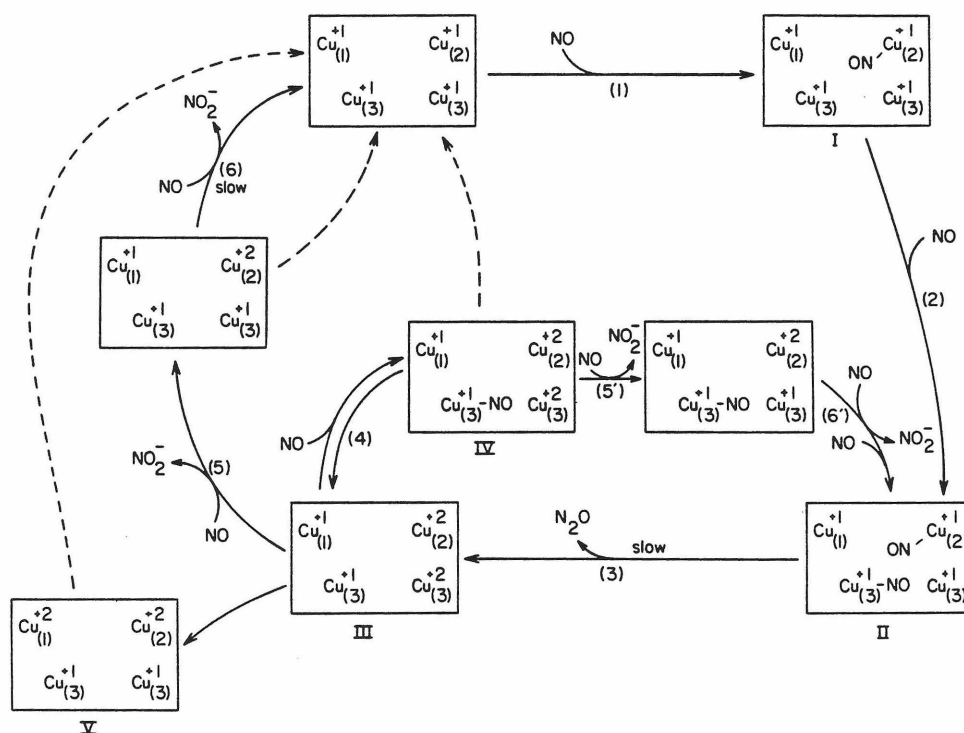 Cu+1(1) Cu+1(2)
Cu+1(3) Cu+1(3)
NO
(1)
Cu+1(1) Cu+1(2)
ON
Cu+1(3) Cu+1(3)
I
NO2-
NO
(6)
slow
NO
(2)
Cu+1(1) Cu+2(2)
Cu+1(3) Cu+1(3)
Cu+1(1) Cu+2(2)
Cu+1(3)-NO Cu+2(3)
IV
NO NO2-
(5')
Cu+1(1) Cu+2(2)
Cu+1(3)-NO Cu+1(3)
NO
(6')
NO2-
NO
NO
(4)
NO2-
(5)
NO
Cu+1(1) Cu+2(2)
Cu+1(3) Cu+2(3)
III
N2O
slow
(3)
Cu+1(1) Cu+1(2)
ON
Cu+1(3)-NO Cu+1(3)
II
Cu+2(1) Cu+2(2)
Cu+1(3) Cu+1(3)
V